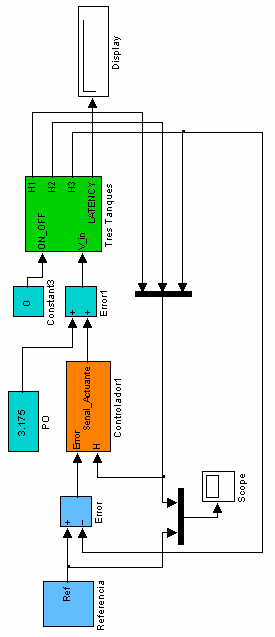 Ref
Referencia
+
−
Error
Error
H
Senal_Actuante
Controlador1
3.175
PO
+
+
Error1
0
Constant3
ON_OFF
V_in
H1
H2
H3
LATENCY
Tres Tanques
Display
Scope